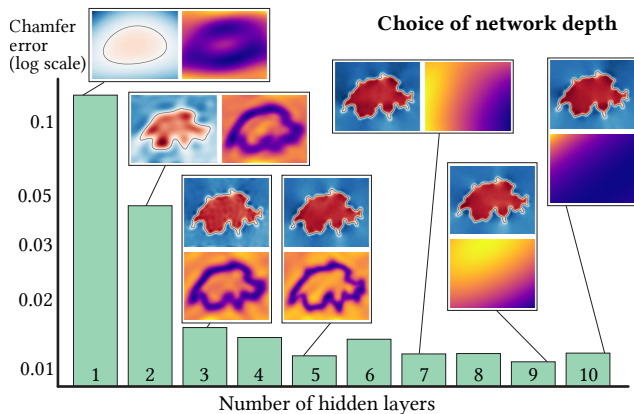 Choice of network depth
Chamfer
error
(log scale)
0.1
0.05
0.03
0.02
0.01
1 2 3 4 5 6 7 8 9 10
Number of hidden layers